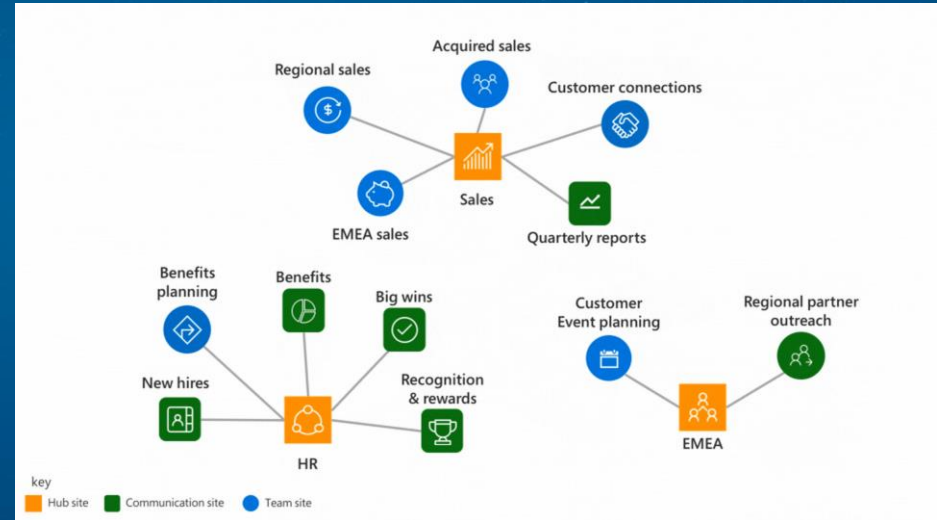 Acquired sales
Regional sales
Customer connections
$
Sales
EMEA sales
Quarterly reports
Benefits
planning
Benefits
Big wins
New hires
Recognition
& rewards
HR
Customer
Event planning
Regional partner
outreach
EMEA
key
Hub site
Communication site
Team site